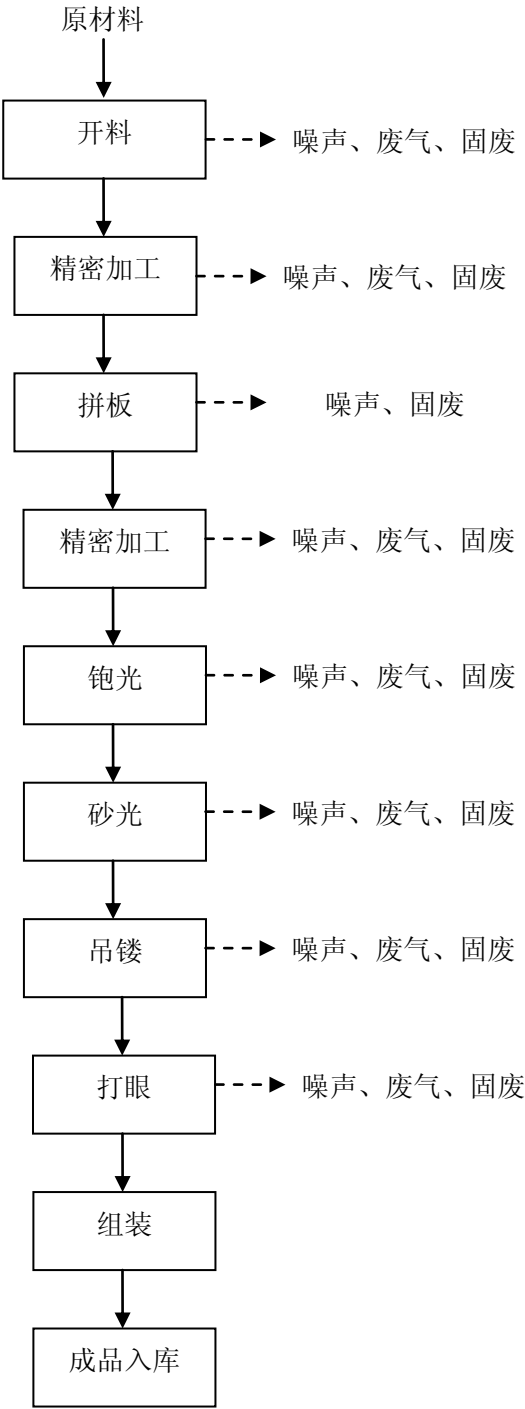 原材料
开料
噪声、废气、固废
精密加工
噪声、废气、固废
拼板
噪声、固废
精密加工
噪声、废气、固废
铇光
噪声、废气、固废
砂光
噪声、废气、固废
吊镂
噪声、废气、固废
打眼
噪声、废气、固废
组装
成品入库